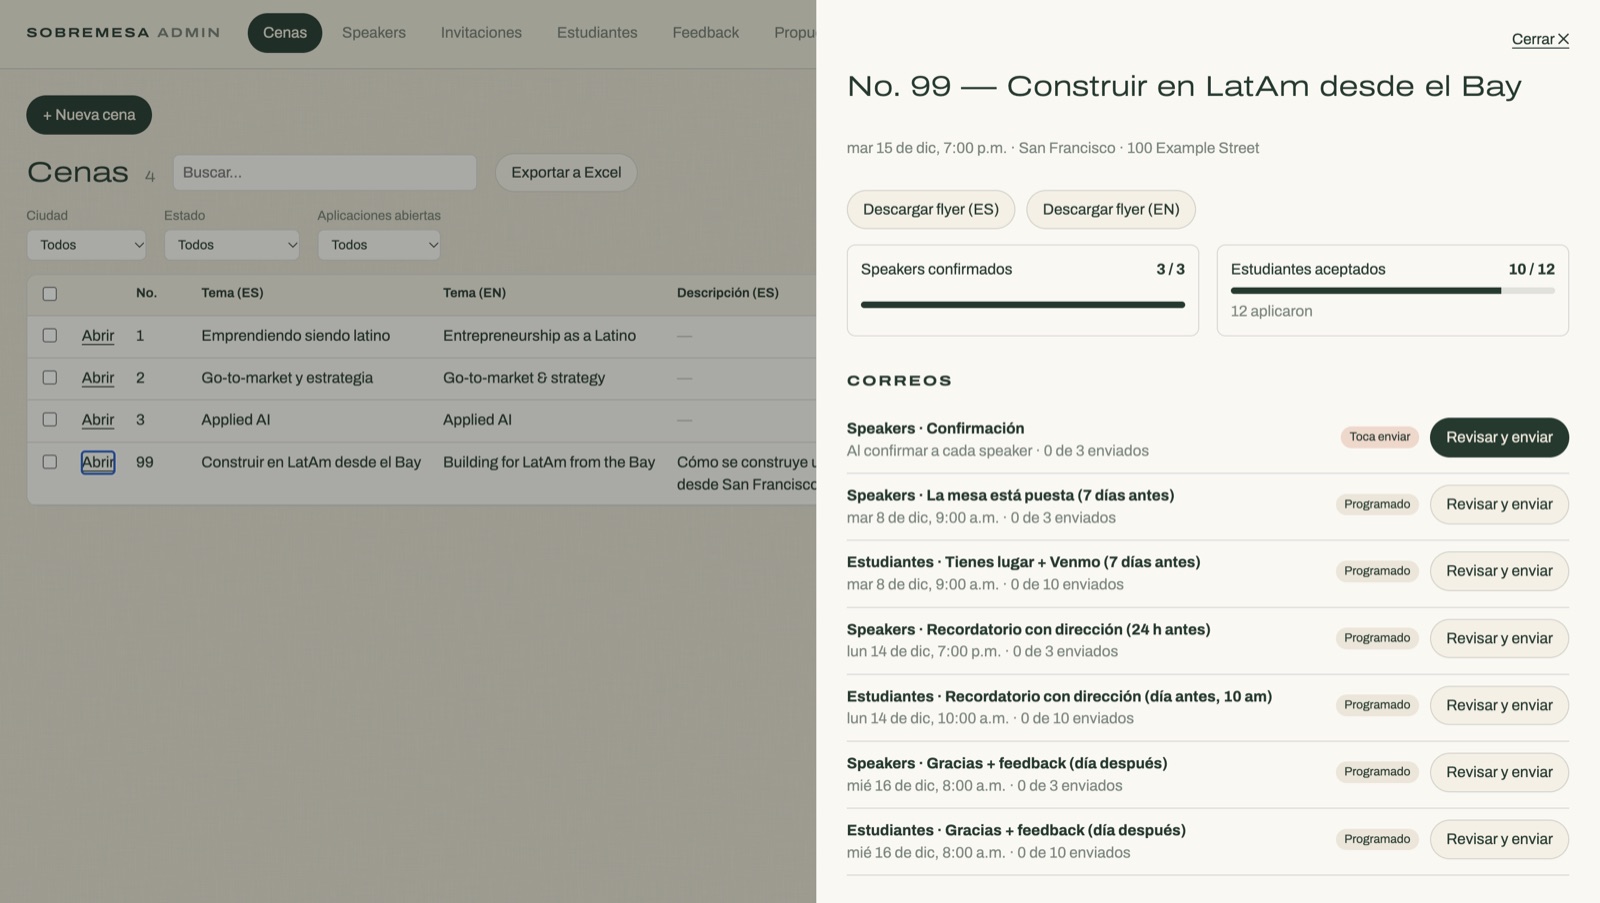 SOBREMESA ADMIN
Cenas
Speakers
Invitaciones
Estudiantes
Feedback
+ Nueva cena
Cenas 4
Buscar...
Exportar a Excel
Ciudad
Estado
Aplicaciones abiertas
Todos
Todos
Todos
No.
Tema (ES)
Tema (EN)
Descripción (ES)
Abrir 1 Emprendiendo siendo latino Entrepreneurship as a Latino —
Abrir 2 Go-to-market y estrategia Go-to-market & strategy —
Abrir 3 Applied AI Applied AI —
Abrir 99 Construir en LatAm desde el Bay Building for LatAm from the Bay Cómo se construye
desde San Francisco
Cerrar ×
No. 99 — Construir en LatAm desde el Bay
mar 15 de dic, 7:00 p.m. · San Francisco · 100 Example Street
Descargar flyer (ES)
Descargar flyer (EN)
Speakers confirmados 3 / 3
Estudiantes aceptados 10 / 12
12 aplicaron
CORREOS
Speakers · Confirmación
Al confirmar a cada speaker · 0 de 3 enviados
Toca enviar
Revisar y enviar
Speakers · La mesa está puesta (7 días antes)
mar 8 de dic, 9:00 a.m. · 0 de 3 enviados
Programado
Revisar y enviar
Estudiantes · Tienes lugar + Venmo (7 días antes)
mar 8 de dic, 9:00 a.m. · 0 de 10 enviados
Programado
Revisar y enviar
Speakers · Recordatorio con dirección (24 h antes)
lun 14 de dic, 7:00 p.m. · 0 de 3 enviados
Programado
Revisar y enviar
Estudiantes · Recordatorio con dirección (día antes, 10 am)
lun 14 de dic, 10:00 a.m. · 0 de 10 enviados
Programado
Revisar y enviar
Speakers · Gracias + feedback (día después)
mié 16 de dic, 8:00 a.m. · 0 de 3 enviados
Programado
Revisar y enviar
Estudiantes · Gracias + feedback (día después)
mié 16 de dic, 8:00 a.m. · 0 de 10 enviados
Programado
Revisar y enviar